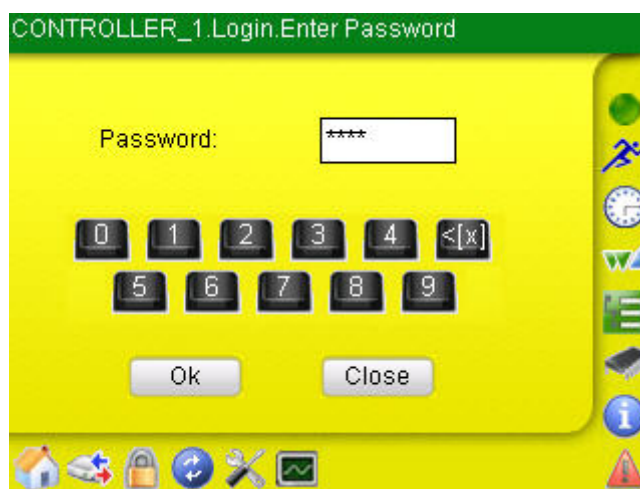 CONTROLLER_1.Login.Enter Password
Password: ****
0 1 2 3 4 <[x]
5 6 7 8 9
Ok Close